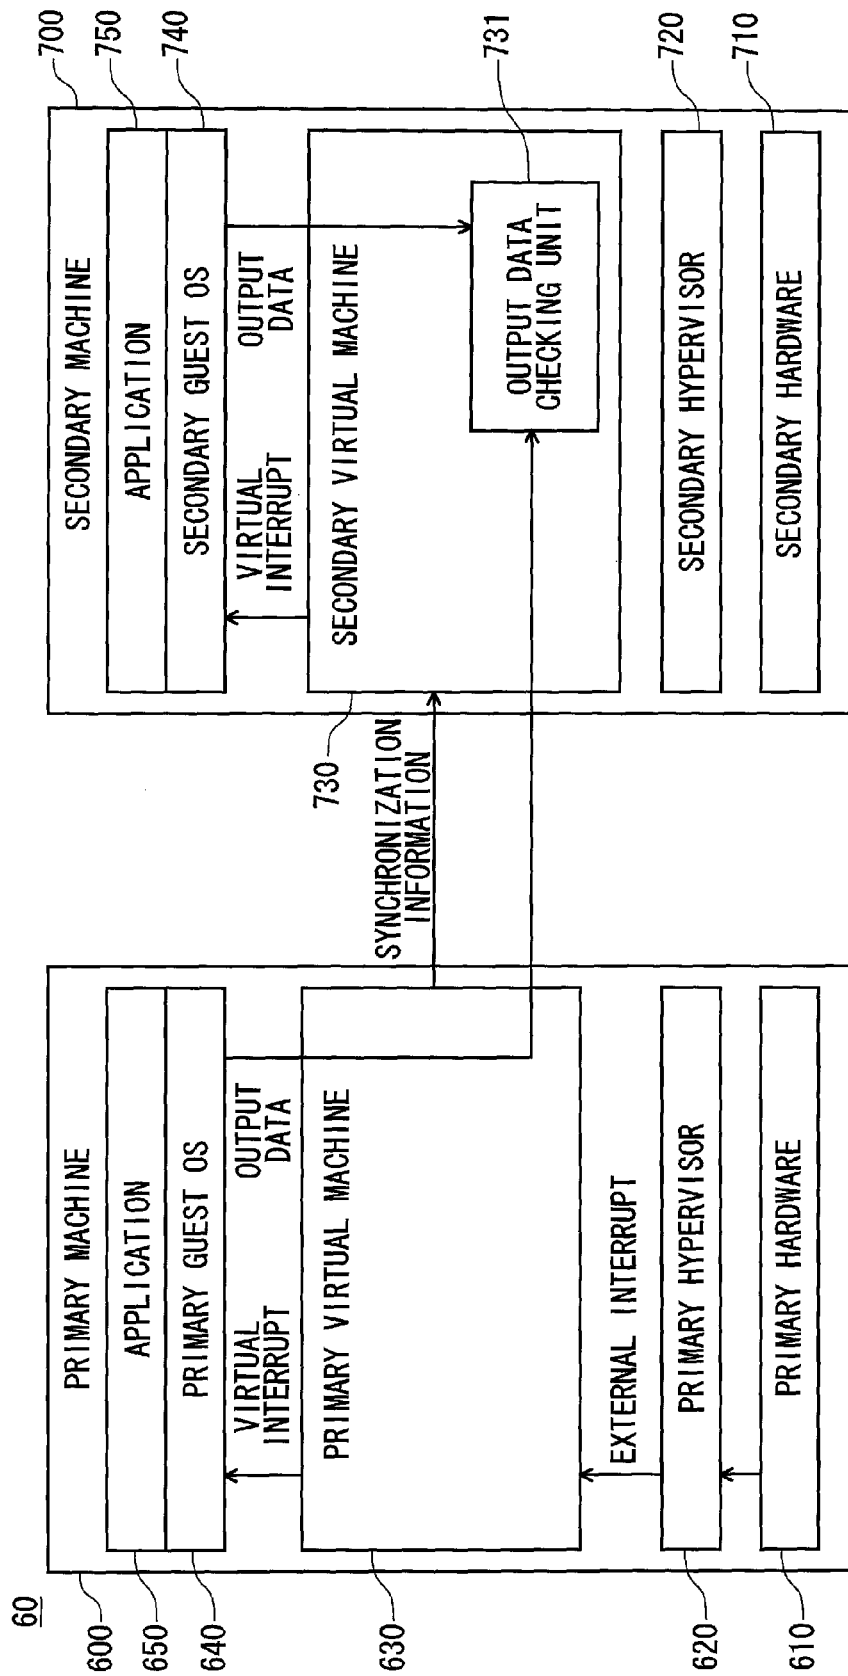 60
600
PRIMARY MACHINE
650
APPLICATION
640
PRIMARY GUEST OS
VIRTUAL
INTERRUPT
OUTPUT
DATA
630
PRIMARY VIRTUAL MACHINE
EXTERNAL INTERRUPT
620
PRIMARY HYPERVISOR
610
PRIMARY HARDWARE
SYNCHRONIZATION
INFORMATION
700
SECONDARY MACHINE
750
APPLICATION
740
SECONDARY GUEST OS
VIRTUAL
INTERRUPT
OUTPUT
DATA
730
SECONDARY VIRTUAL MACHINE
731
OUTPUT DATA
CHECKING UNIT
720
SECONDARY HYPERVISOR
710
SECONDARY HARDWARE